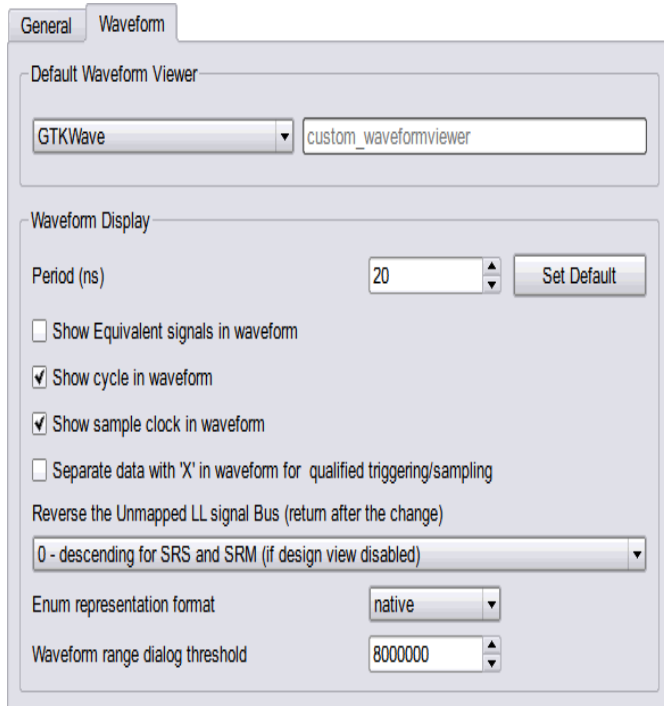 General Waveform
Default Waveform Viewer
GTKWave custom_waveformviewer
Waveform Display
Period (ns) 20 Set Default
Show Equivalent signals in waveform
Show cycle in waveform
Show sample clock in waveform
Separate data with 'X' in waveform for qualified triggering/sampling
Reverse the Unmapped LL signal Bus (return after the change)
0 - descending for SRS and SRM (if design view disabled)
Enum representation format native
Waveform range dialog threshold 8000000